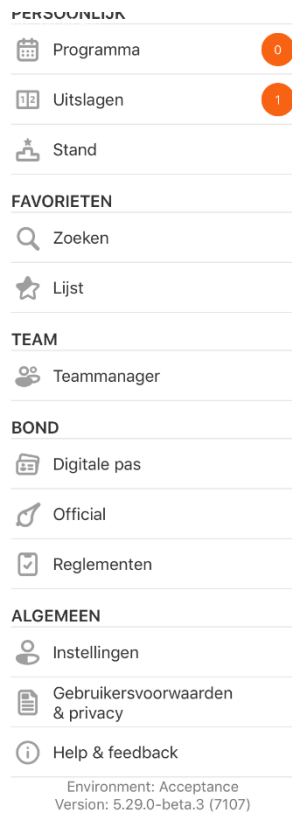 PERSOONLIJK
Programma
0
Uitslagen
1
Stand
FAVORIETEN
Zoeken
Lijst
TEAM
Teammanager
BOND
Digitale pas
Official
Reglementen
ALGEMEEN
Instellingen
Gebruikersvoorwaarden
& privacy
Help & feedback
Environment: Acceptance
Version: 5.29.0-beta.3 (7107)